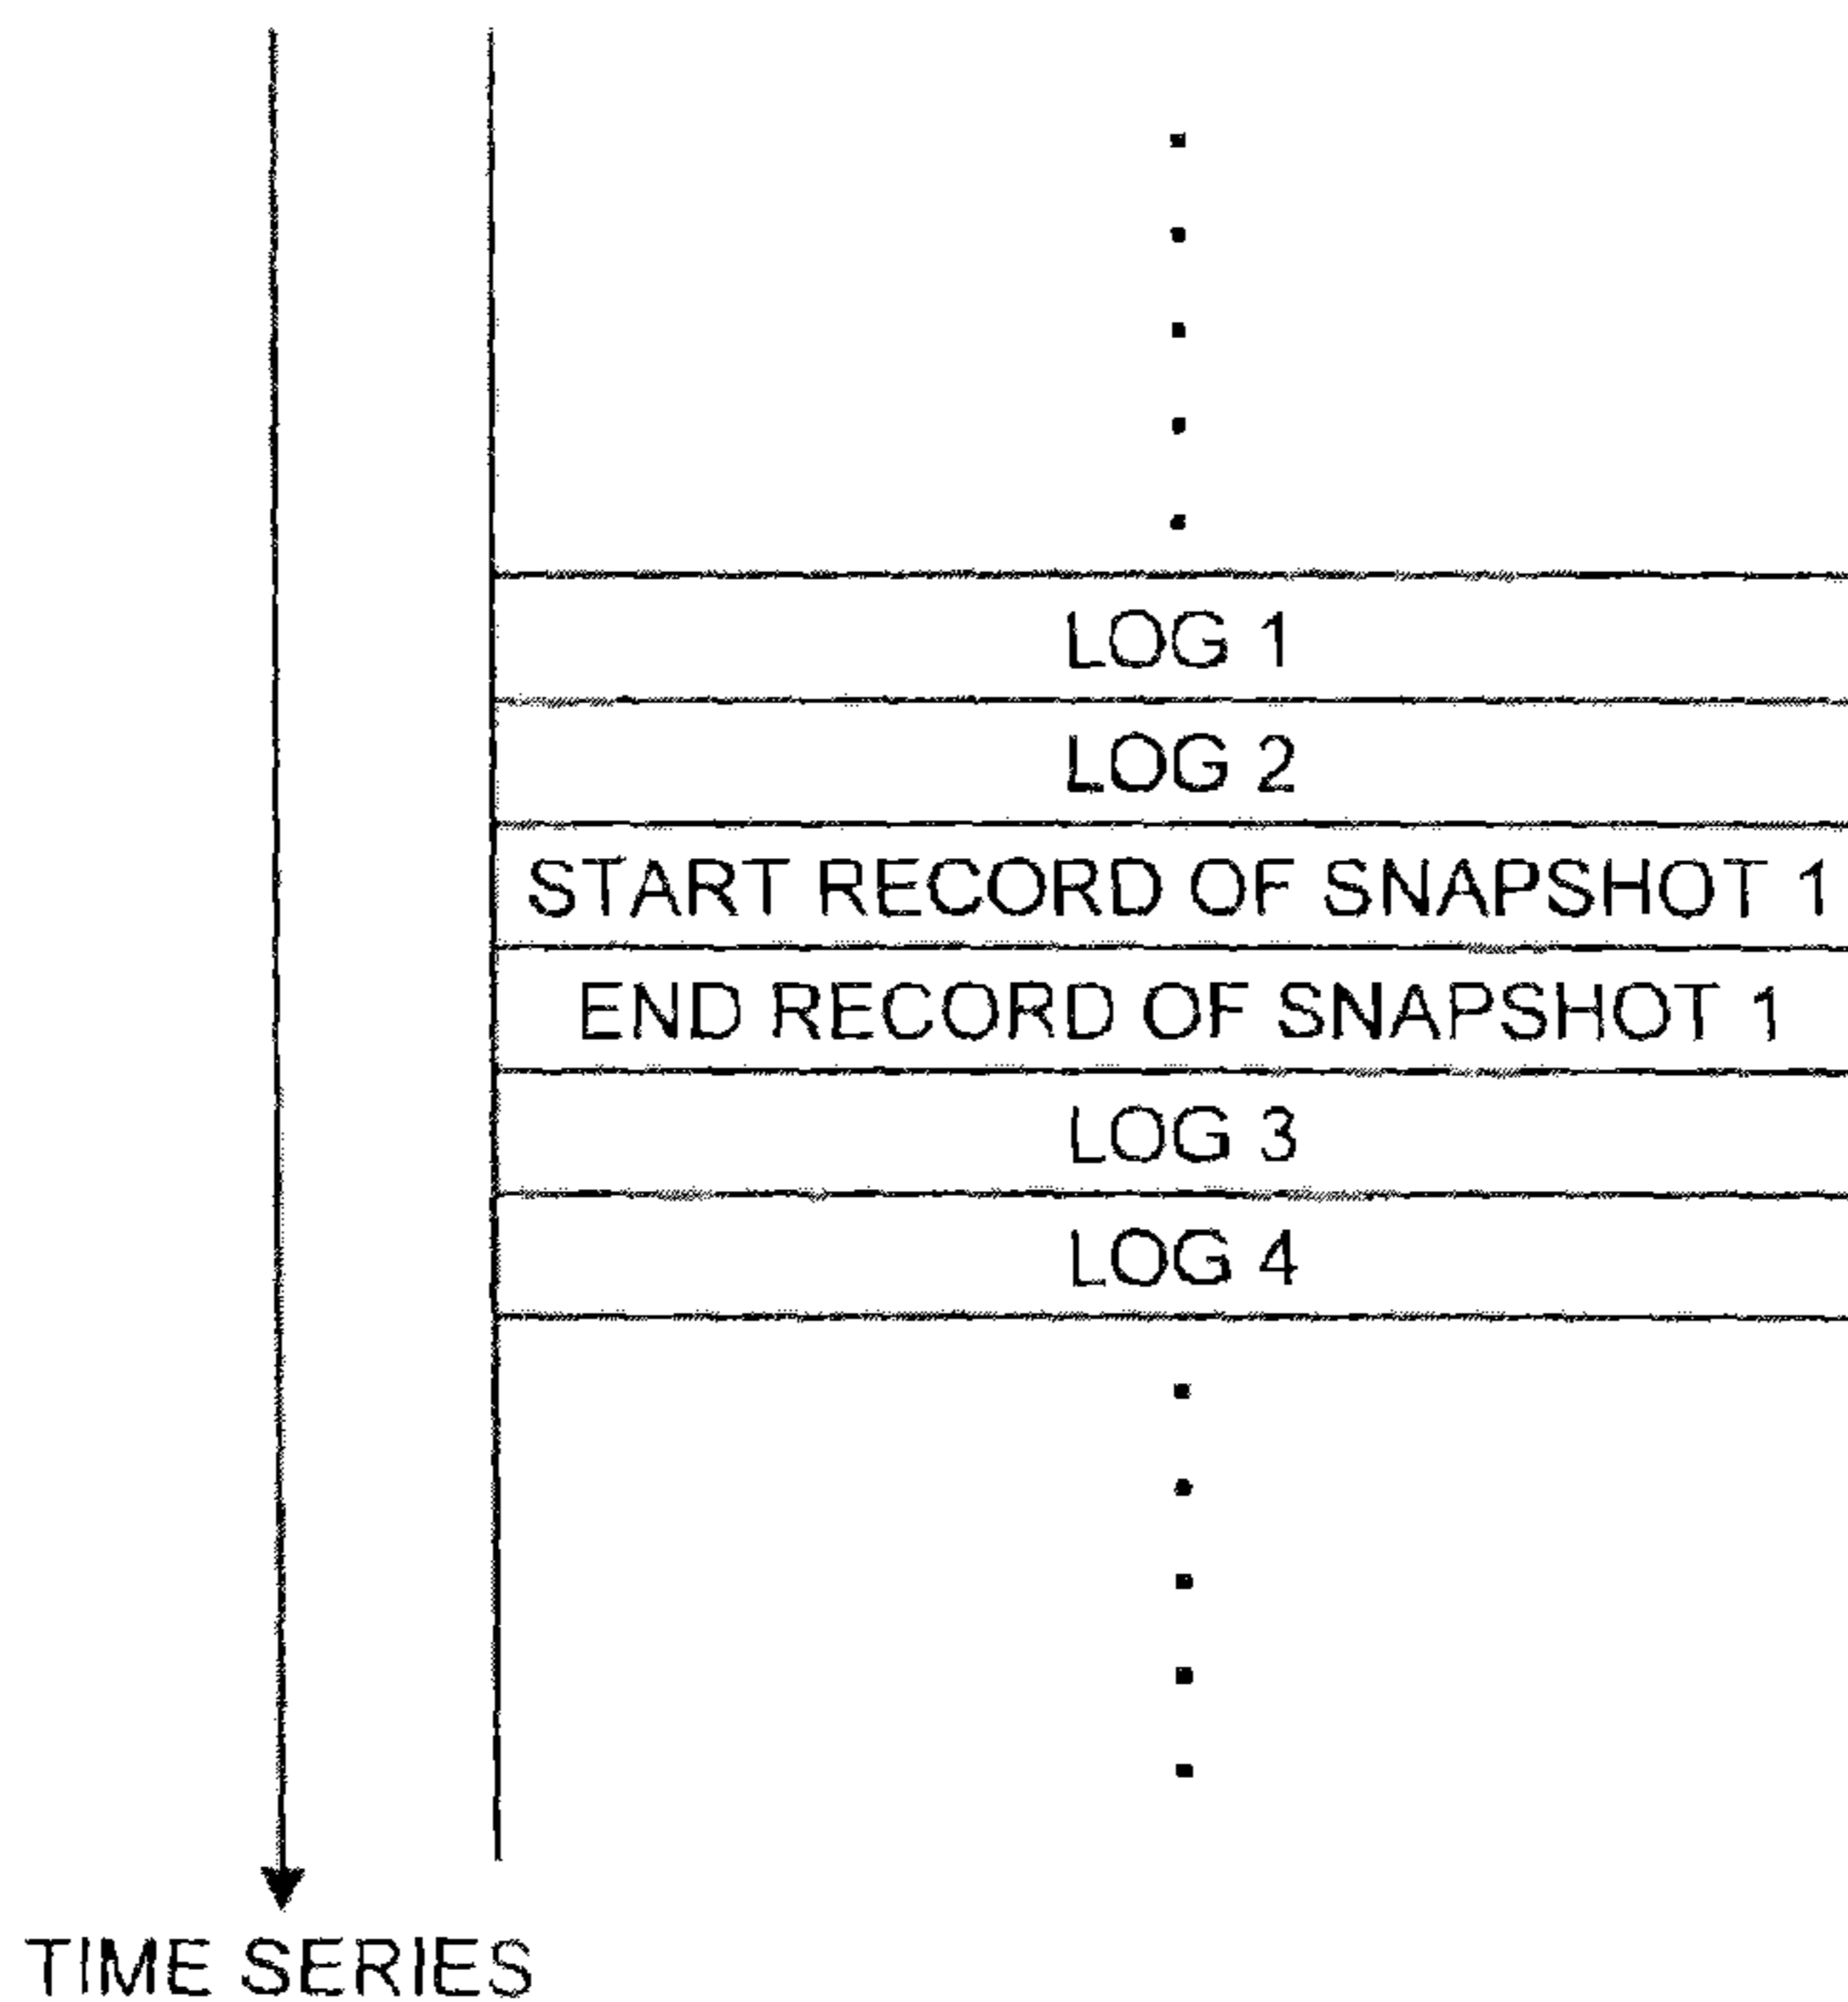 LOG 1
LOG 2
START RECORD OF SNAPSHOT 1
END RECORD OF SNAPSHOT 1
LOG 3
LOG 4
TIME SERIES